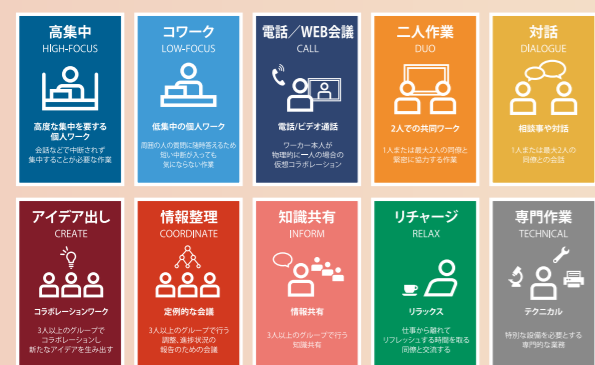 高集中
HIGH-FOCUS
高度な集中を要する
個人ワーク
会話などで中断されず
集中することが必要な作業
コワーク
LOW-FOCUS
低集中の個人ワーク
周囲の人の質問に随時答えるため
短い中断が入っても
気にならない作業
電話／WEB会議
CALL
電話/ビデオ通話
ワーカー本人が
物理的に一人の場合の
仮想コラボレーション
二人作業
DUO
2人での共同ワーク
1人または最大2人の同僚と
緊密に協力する作業
対話
DIALOGUE
相談事や対話
1人または最大2人の
同僚との会話
アイデア出し
CREATE
コラボレーションワーク
3人以上のグループで
コラボレーションし
新たなアイデアを生み出す
情報整理
COORDINATE
定例的な会議
3人以上のグループで行う
調整、進捗状況の
報告のための会議
知識共有
INFORM
情報共有
3人以上のグループで行う
知識共有
リチャージ
RELAX
リラックス
仕事から離れて
リフレッシュする時間を取る
同僚と交流する
専門作業
TECHNICAL
テクニカル
特別な設備を必要とする
専門的な業務